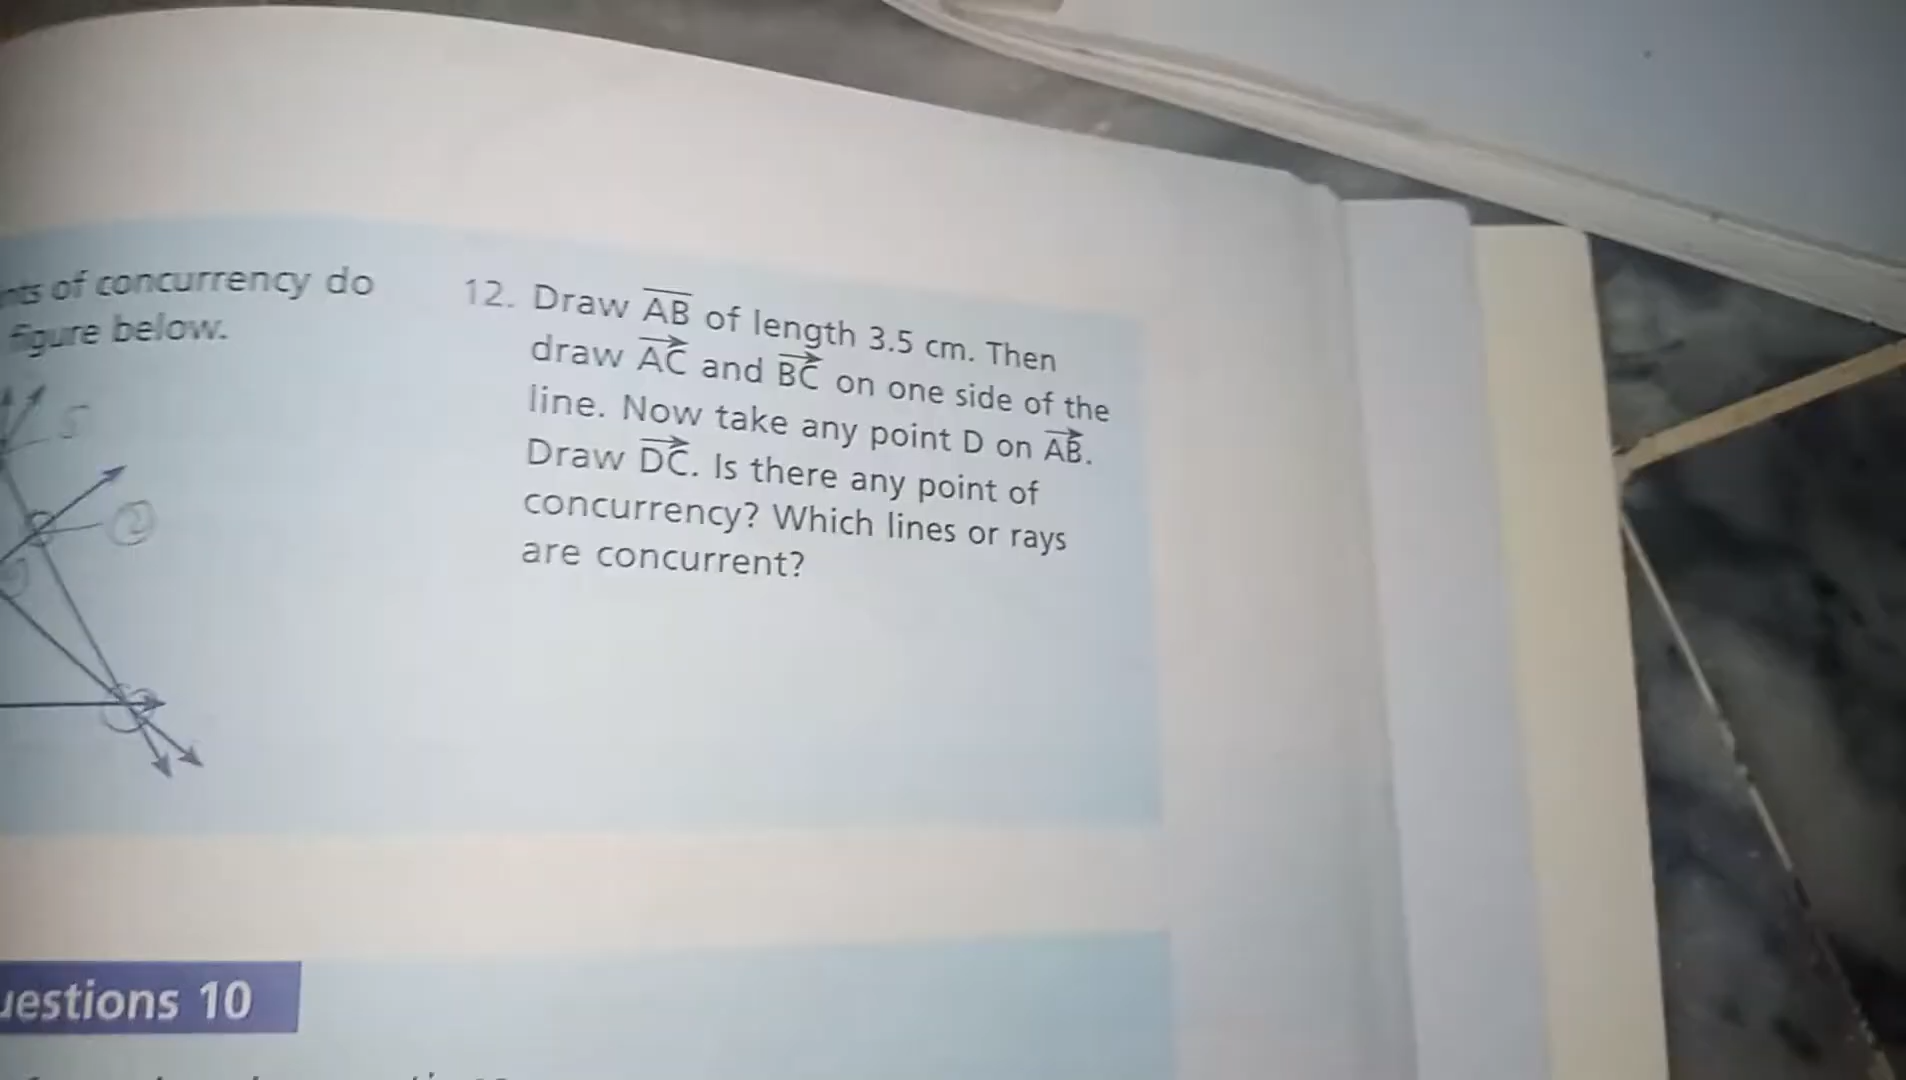 of concurrency do
figure below.
5
2
12. Draw AB of length 3.5 cm. Then
draw AC and BC on one side of the
line. Now take any point D on AB.
Draw DC. Is there any point of
concurrency? Which lines or rays
are concurrent?
uestions 10